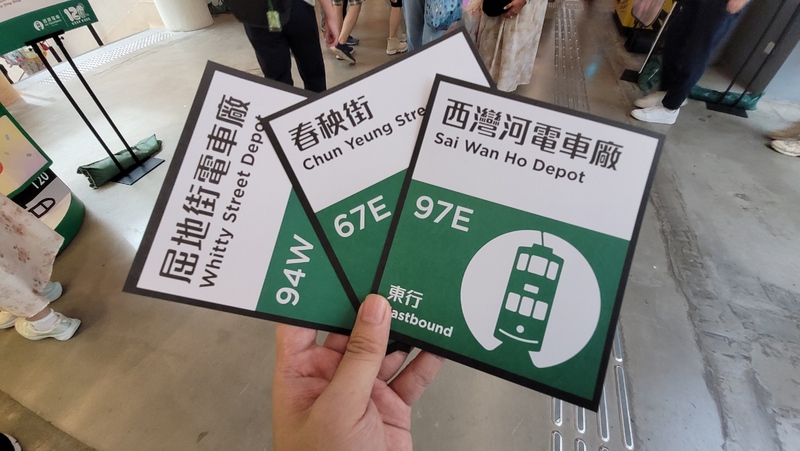 屈地街電車廠
Whitty Street Depot
94W
春秧街
Chun Yeung Stre
67E
西灣河電車廠
Sai Wan Ho Depot
97E
東行
astbound
120